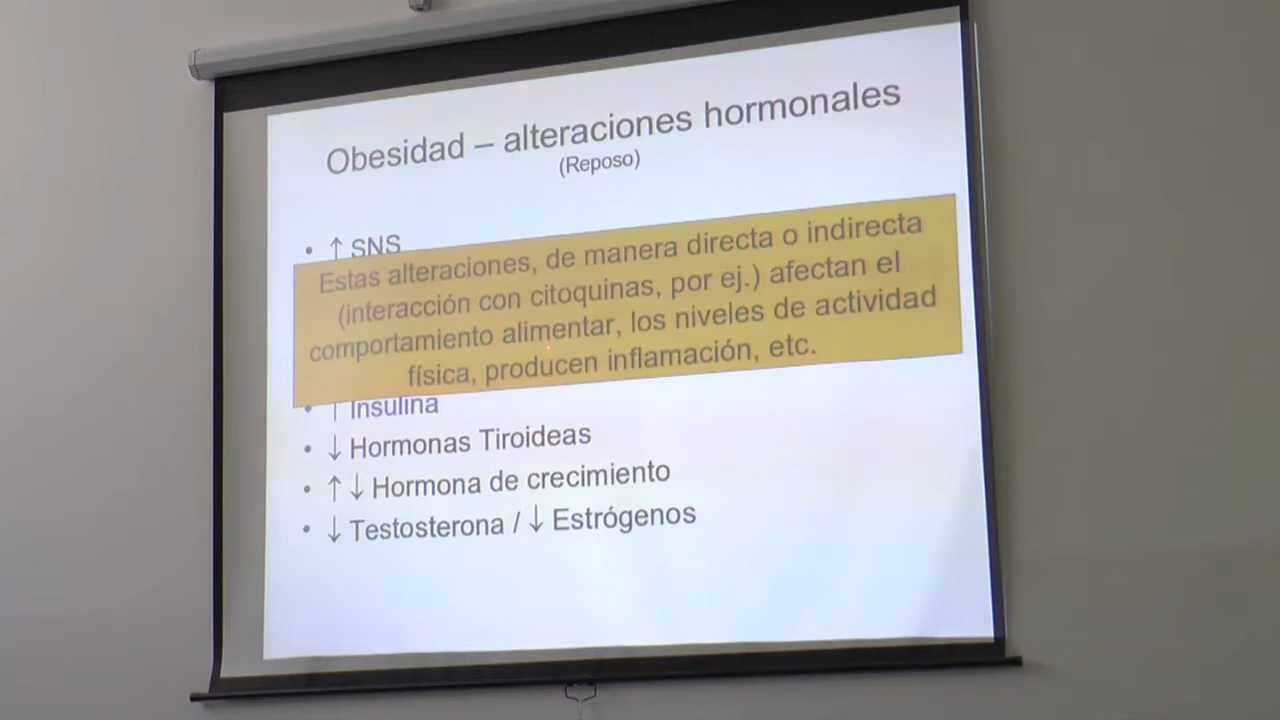 Obesidad – alteraciones hormonales
(Reposo)
• ↑ SNS
Estas alteraciones, de manera directa o indirecta
(interacción con citoquinas, por ej.) afectan el
comportamiento alimentar, los niveles de actividad
física, producen inflamación, etc.
• ↑ Insulina
• ↓ Hormonas Tiroideas
• ↑ ↓ Hormona de crecimiento
• ↓ Testosterona / ↓ Estrógenos